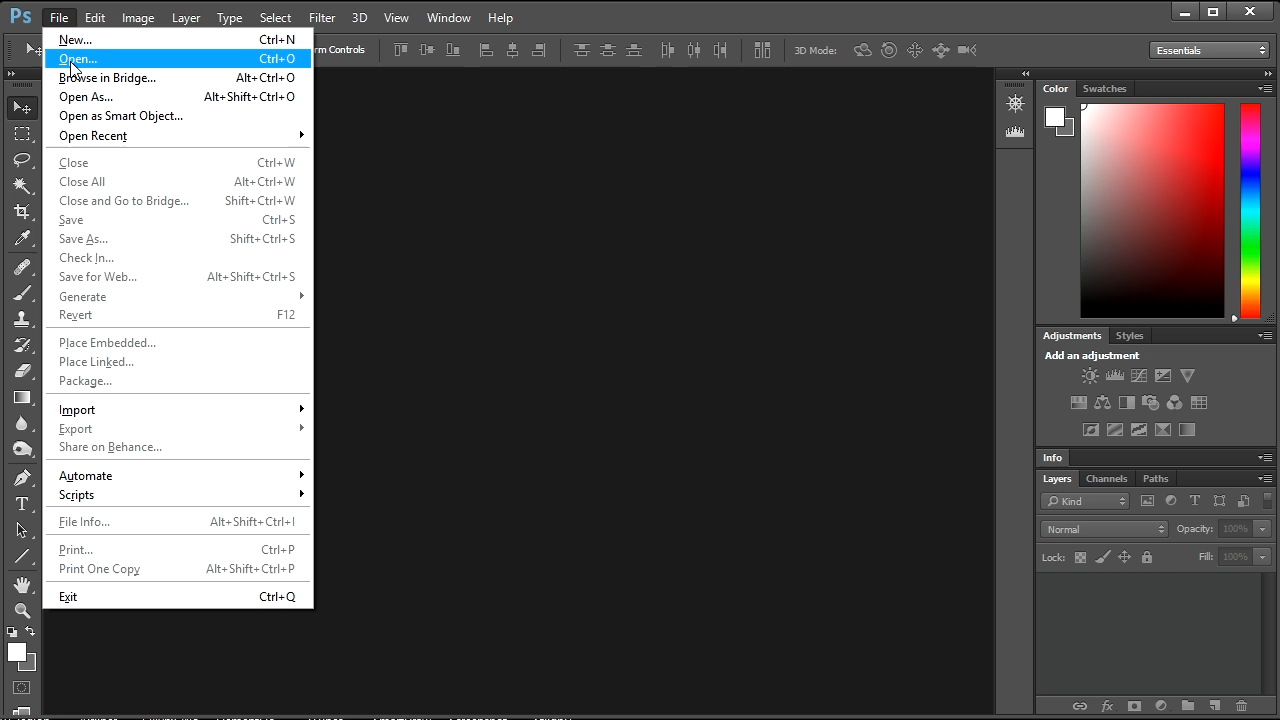 Ps File Edit Image Layer Type Select Filter 3D View Window Help
rm Controls 3D Mode: Essentials
New... Ctrl+N
Open... Ctrl+O
Browse in Bridge... Alt+Ctrl+O
Open As... Alt+Shift+Ctrl+O
Open as Smart Object...
Open Recent
Close Ctrl+W
Close All Alt+Ctrl+W
Close and Go to Bridge... Shift+Ctrl+W
Save Ctrl+S
Save As... Shift+Ctrl+S
Check In...
Save for Web... Alt+Shift+Ctrl+S
Generate
Revert F12
Place Embedded...
Place Linked...
Package...
Import
Export
Share on Behance...
Automate
Scripts
File Info... Alt+Shift+Ctrl+I
Print... Ctrl+P
Print One Copy Alt+Shift+Ctrl+P
Exit Ctrl+Q
Color Swatches
Adjustments Styles
Add an adjustment
Info
Layers Channels Paths
Kind
Normal Opacity: 100%
Lock: Fill: 100%